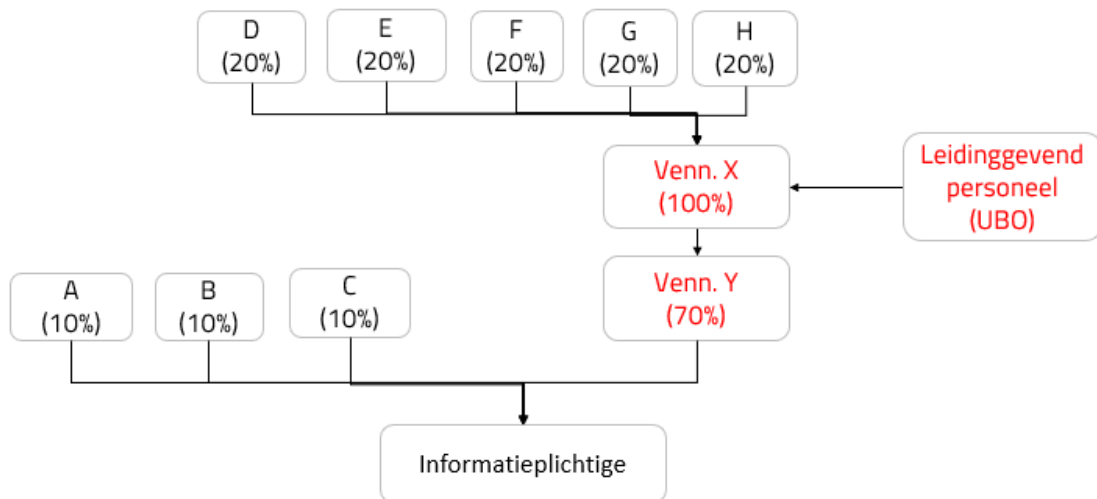 D
(20%)
E
(20%)
F
(20%)
G
(20%)
H
(20%)
Venn. X
(100%)
Leidinggevend
personeel
(UBO)
A
(10%)
B
(10%)
C
(10%)
Venn. Y
(70%)
Informatieplichtige